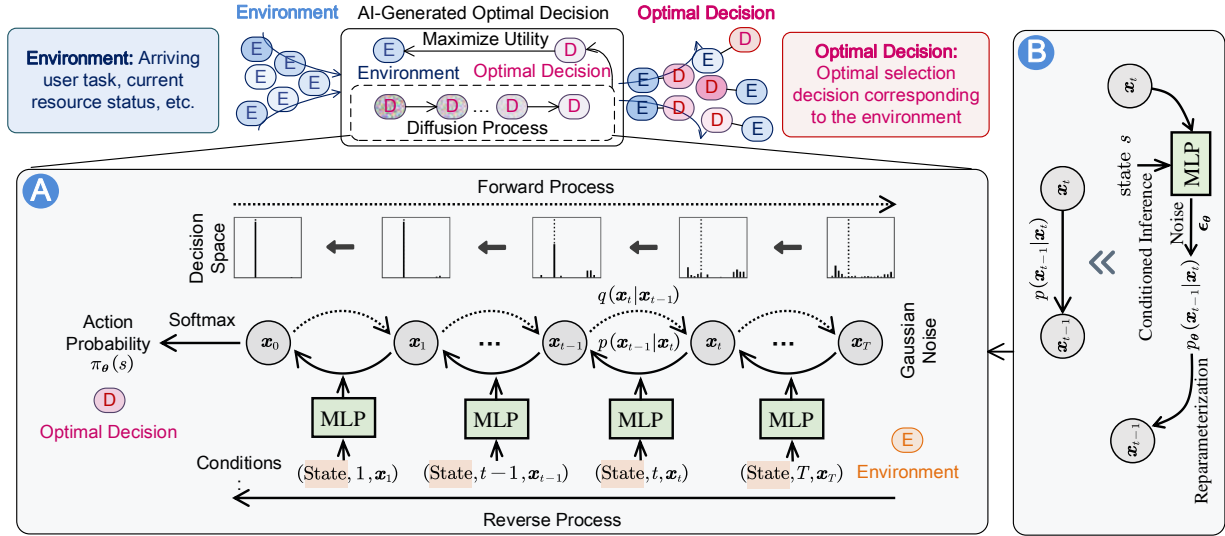 Environment
AI-Generated Optimal Decision
Optimal Decision
Environment: Arriving
user task, current
resource status, etc.
E
E
E
E
E
E
E
Maximize Utility
D
Environment
Optimal Decision
D
D
...
D
D
Diffusion Process
D
E
E
D
D
E
E
D
D
E
Optimal Decision:
Optimal selection
decision corresponding
to the environment
A
Forward Process
Decision
Space
q(x_t|x_{t-1})
Action
Probability
π_θ(s)
Softmax
x_0
x_1
...
x_{t-1}
p(x_{t-1}|x_t)
x_t
...
x_T
Gaussian
Noise
D
Optimal Decision
MLP
MLP
MLP
MLP
E
Environment
Conditions
:
(State, 1, x_1)
(State, t-1, x_{t-1})
(State, t, x_t)
(State, T, x_T)
Reverse Process
B
x_t
state s
MLP
Conditioned Inference
Noise
ϵ_θ
x_t
p(x_{t-1}|x_t)
x_{t-1}
p_θ(x_{t-1}|x_t)
Reparameterization
x_{t-1}